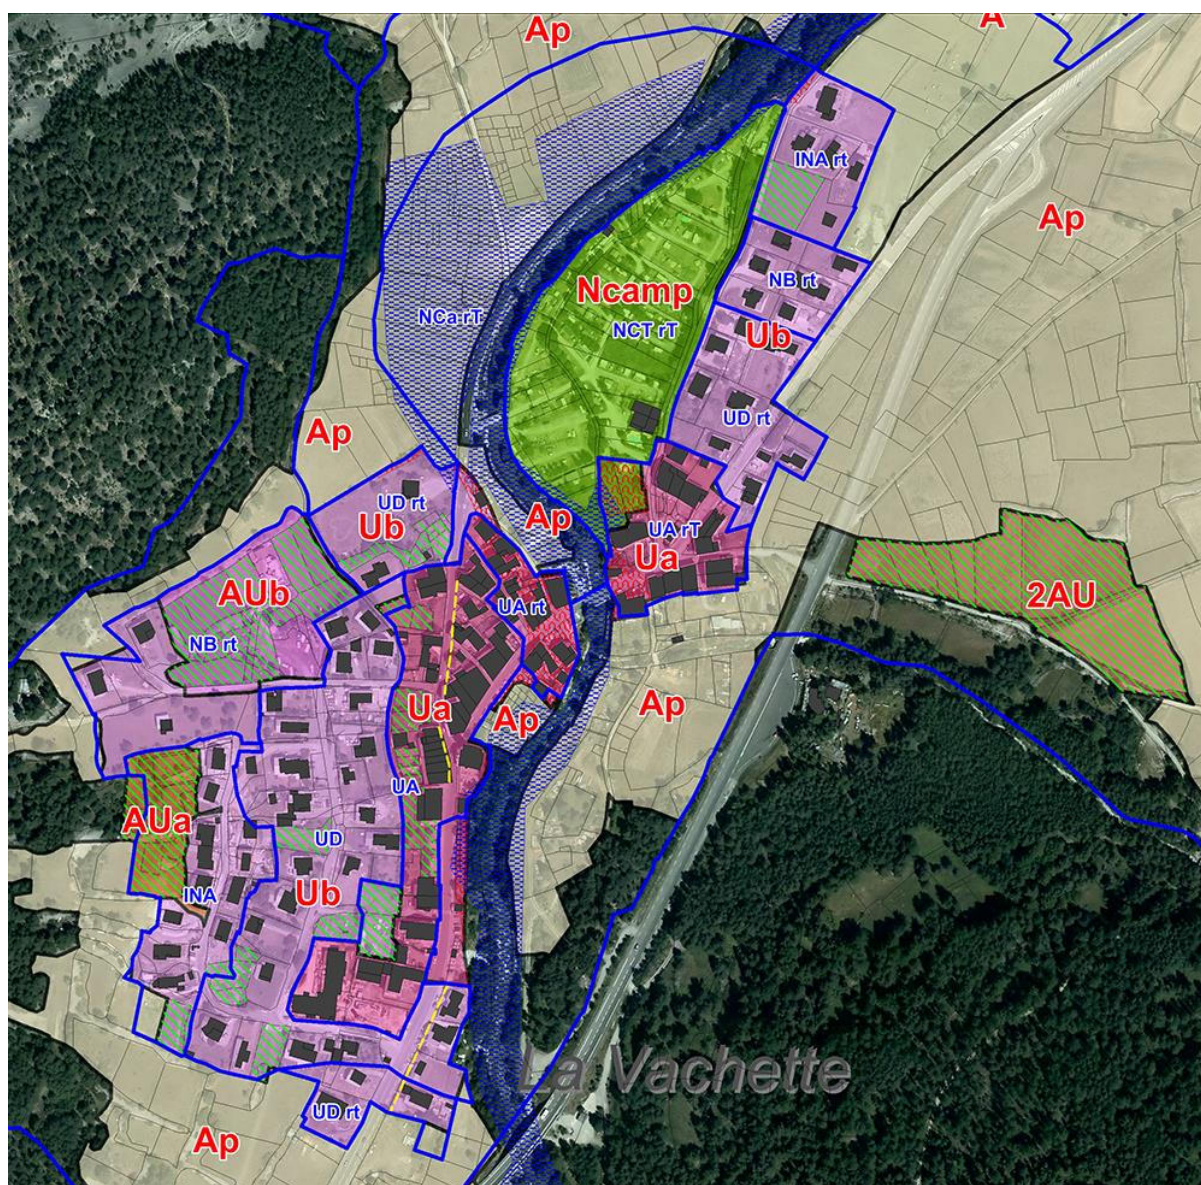 A
Ap
INA rt
Ap
NB rt
Ncamp
NCa rT
NCT rT
Ub
UD rt
Ap
UD rt
Ub
Ap
UA rT
Ua
AUb
2AU
UA rt
NB rt
Ua
Ap
Ap
UA
AUa
UD
INA
Ub
La Vachette
UD rt
Ap